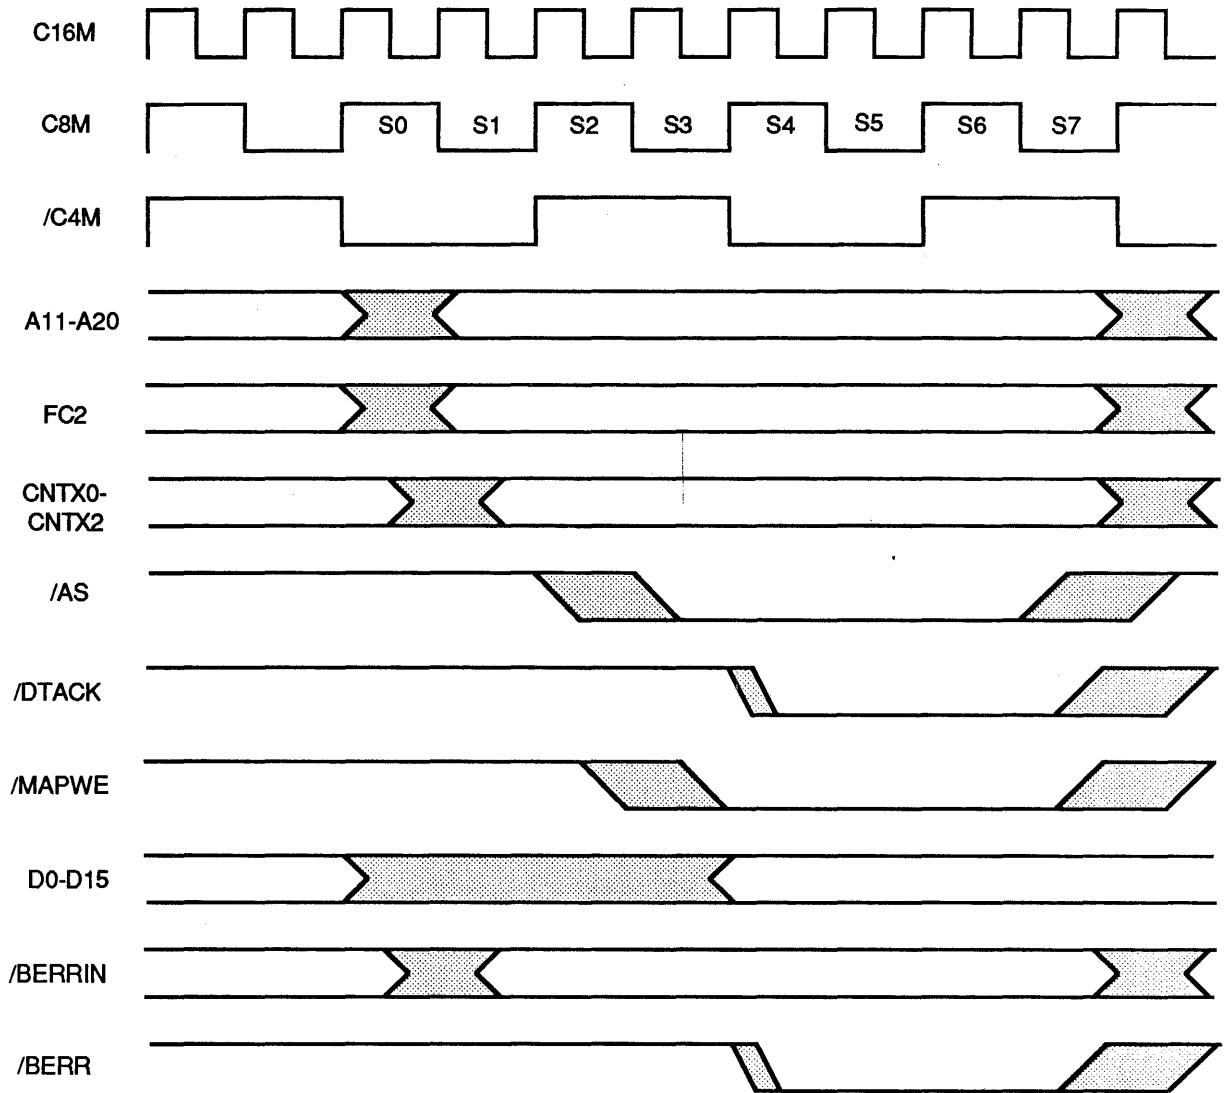 C16M
C8M
S0 S1 S2 S3 S4 S5 S6 S7
/C4M
A11-A20
FC2
CNTX0-
CNTX2
/AS
/DTACK
/MAPWE
D0-D15
/BERRIN
/BERR